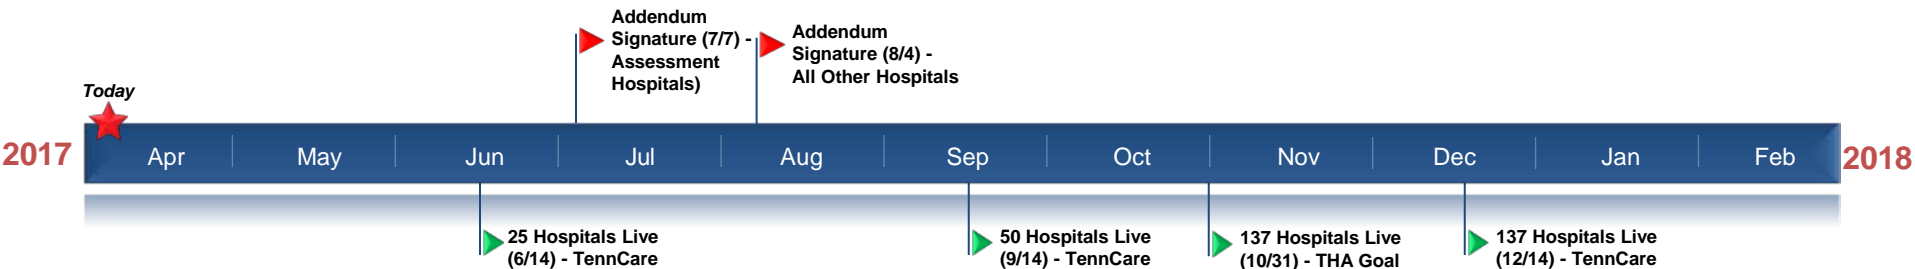 Addendum
Signature (7/7) -
Assessment
Hospitals)
Addendum
Signature (8/4) -
All Other Hospitals
Today
2017
Apr
May
Jun
Jul
Aug
Sep
Oct
Nov
Dec
Jan
Feb
2018
25 Hospitals Live
(6/14) - TennCare
50 Hospitals Live
(9/14) - TennCare
137 Hospitals Live
(10/31) - THA Goal
137 Hospitals Live
(12/14) - TennCare